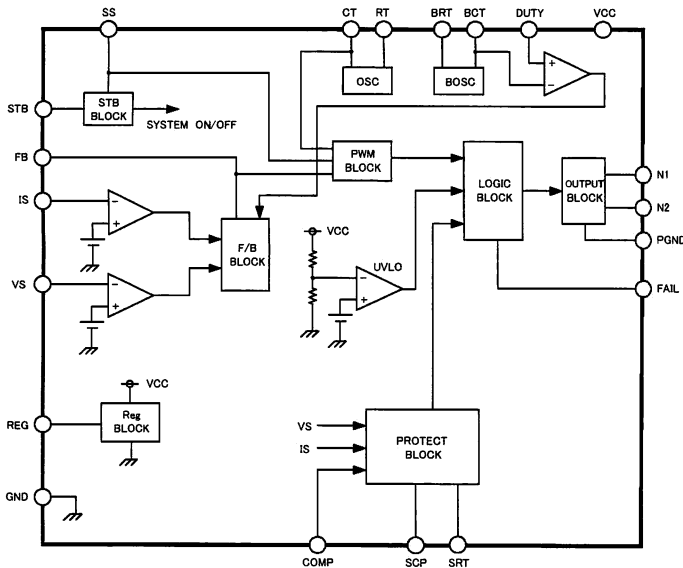 SS
CT
RT
BRT
BCT
DUTY
VCC
OSC
BOSC
+
−
STB
STB
BLOCK
SYSTEM ON/OFF
FB
PWM
BLOCK
LOGIC
BLOCK
OUTPUT
BLOCK
N1
N2
PGND
FAIL
IS
−
+
F/B
BLOCK
VCC
UVLO
−
+
VS
−
+
VCC
REG
Reg
BLOCK
VS
IS
PROTECT
BLOCK
GND
COMP
SCP
SRT